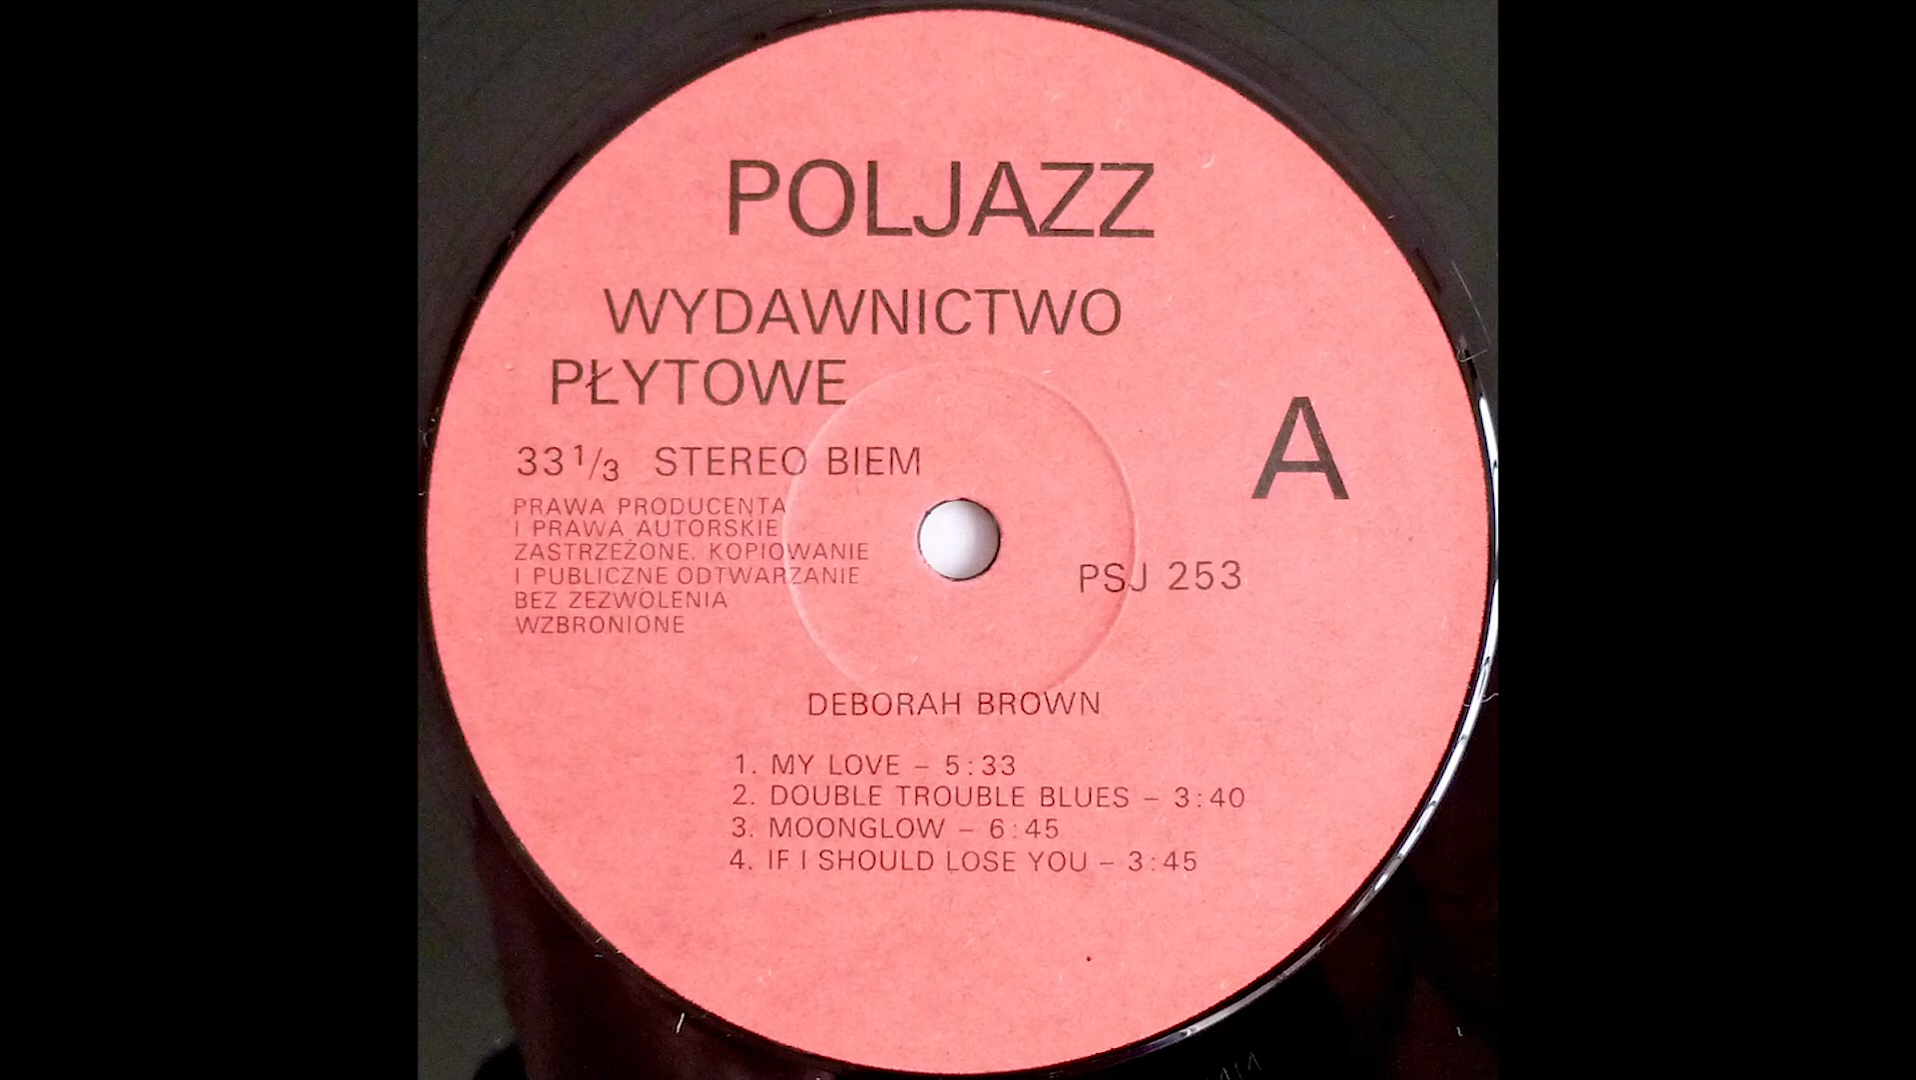 POLJAZZ
WYDAWNICTWO
PŁYTOWE
A
33 1/3 STEREO BIEM
PRAWA PRODUCENTA
I PRAWA AUTORSKIE
ZASTRZEŻONE. KOPIOWANIE
I PUBLICZNE ODTWARZANIE
BEZ ZEZWOLENIA
WZBRONIONE
PSJ 253
DEBORAH BROWN
1. MY LOVE – 5:33
2. DOUBLE TROUBLE BLUES – 3:40
3. MOONGLOW – 6:45
4. IF I SHOULD LOSE YOU – 3:45